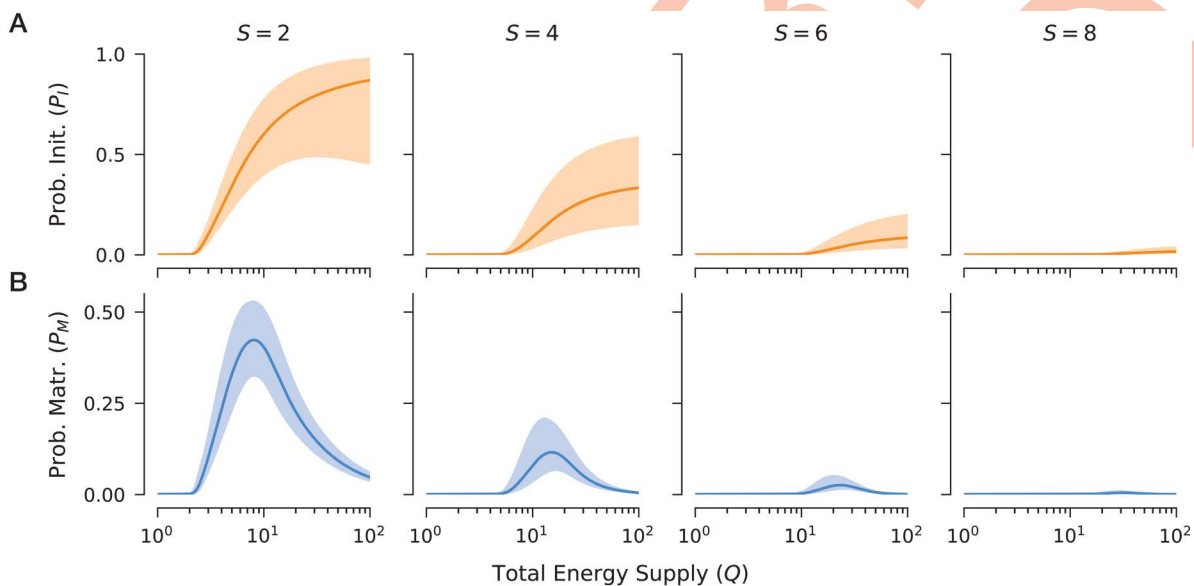 A
S = 2
S = 4
S = 6
S = 8
Prob. Init. (P_I)
1.0
0.5
0.0
B
Prob. Matr. (P_M)
0.50
0.25
0.00
10^0
10^1
10^2
10^0
10^1
10^2
10^0
10^1
10^2
10^0
10^1
10^2
Total Energy Supply (Q)